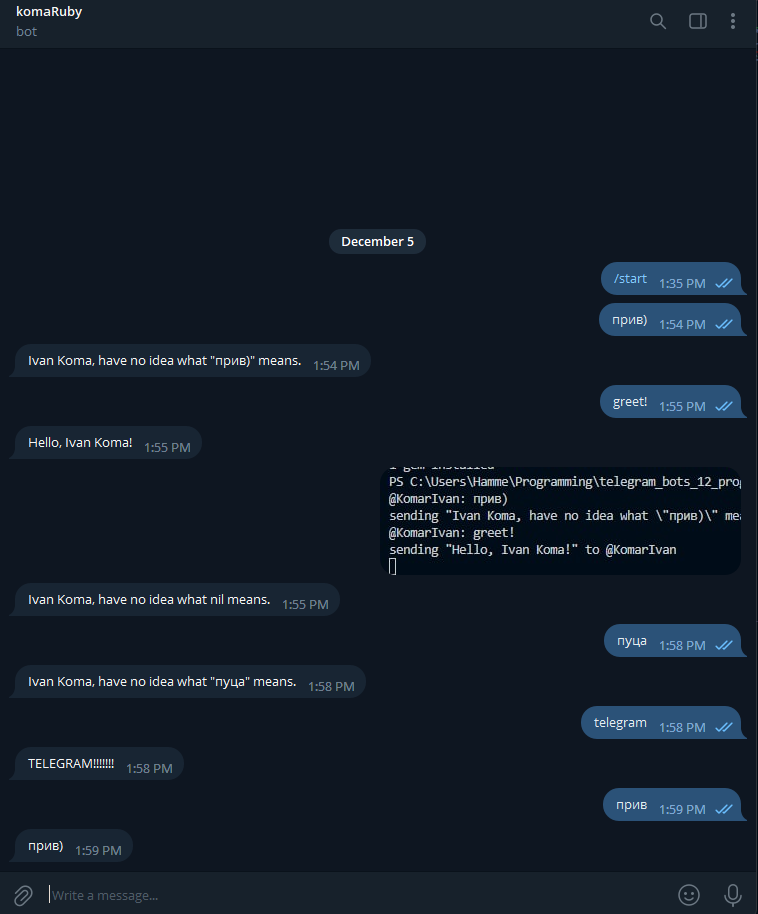 komaRuby
bot
December 5
/start 1:35 PM
прив) 1:54 PM
Ivan Koma, have no idea what "прив)" means. 1:54 PM
greet! 1:55 PM
Hello, Ivan Koma! 1:55 PM
1 gem installed
PS C:\Users\Hamme\Programming\telegram_bots_12_prog
@KomarIvan: прив)
sending "Ivan Koma, have no idea what \"прив)\" mea
@KomarIvan: greet!
sending "Hello, Ivan Koma!" to @KomarIvan
Ivan Koma, have no idea what nil means. 1:55 PM
пуца 1:58 PM
Ivan Koma, have no idea what "пуца" means. 1:58 PM
telegram 1:58 PM
TELEGRAM!!!!!!! 1:58 PM
прив 1:59 PM
прив) 1:59 PM
Write a message...